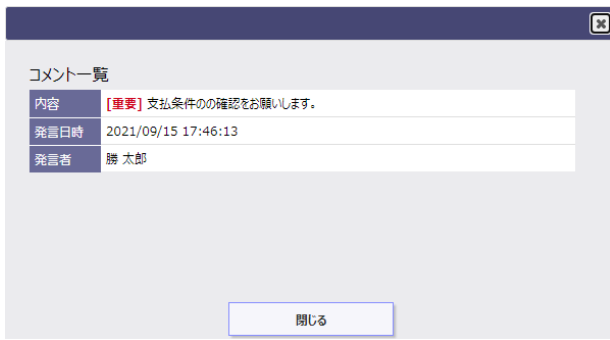 コメント一覧
内容 [重要] 支払条件のの確認をお願いします。
発言日時 2021/09/15 17:46:13
発言者 勝 太郎
閉じる